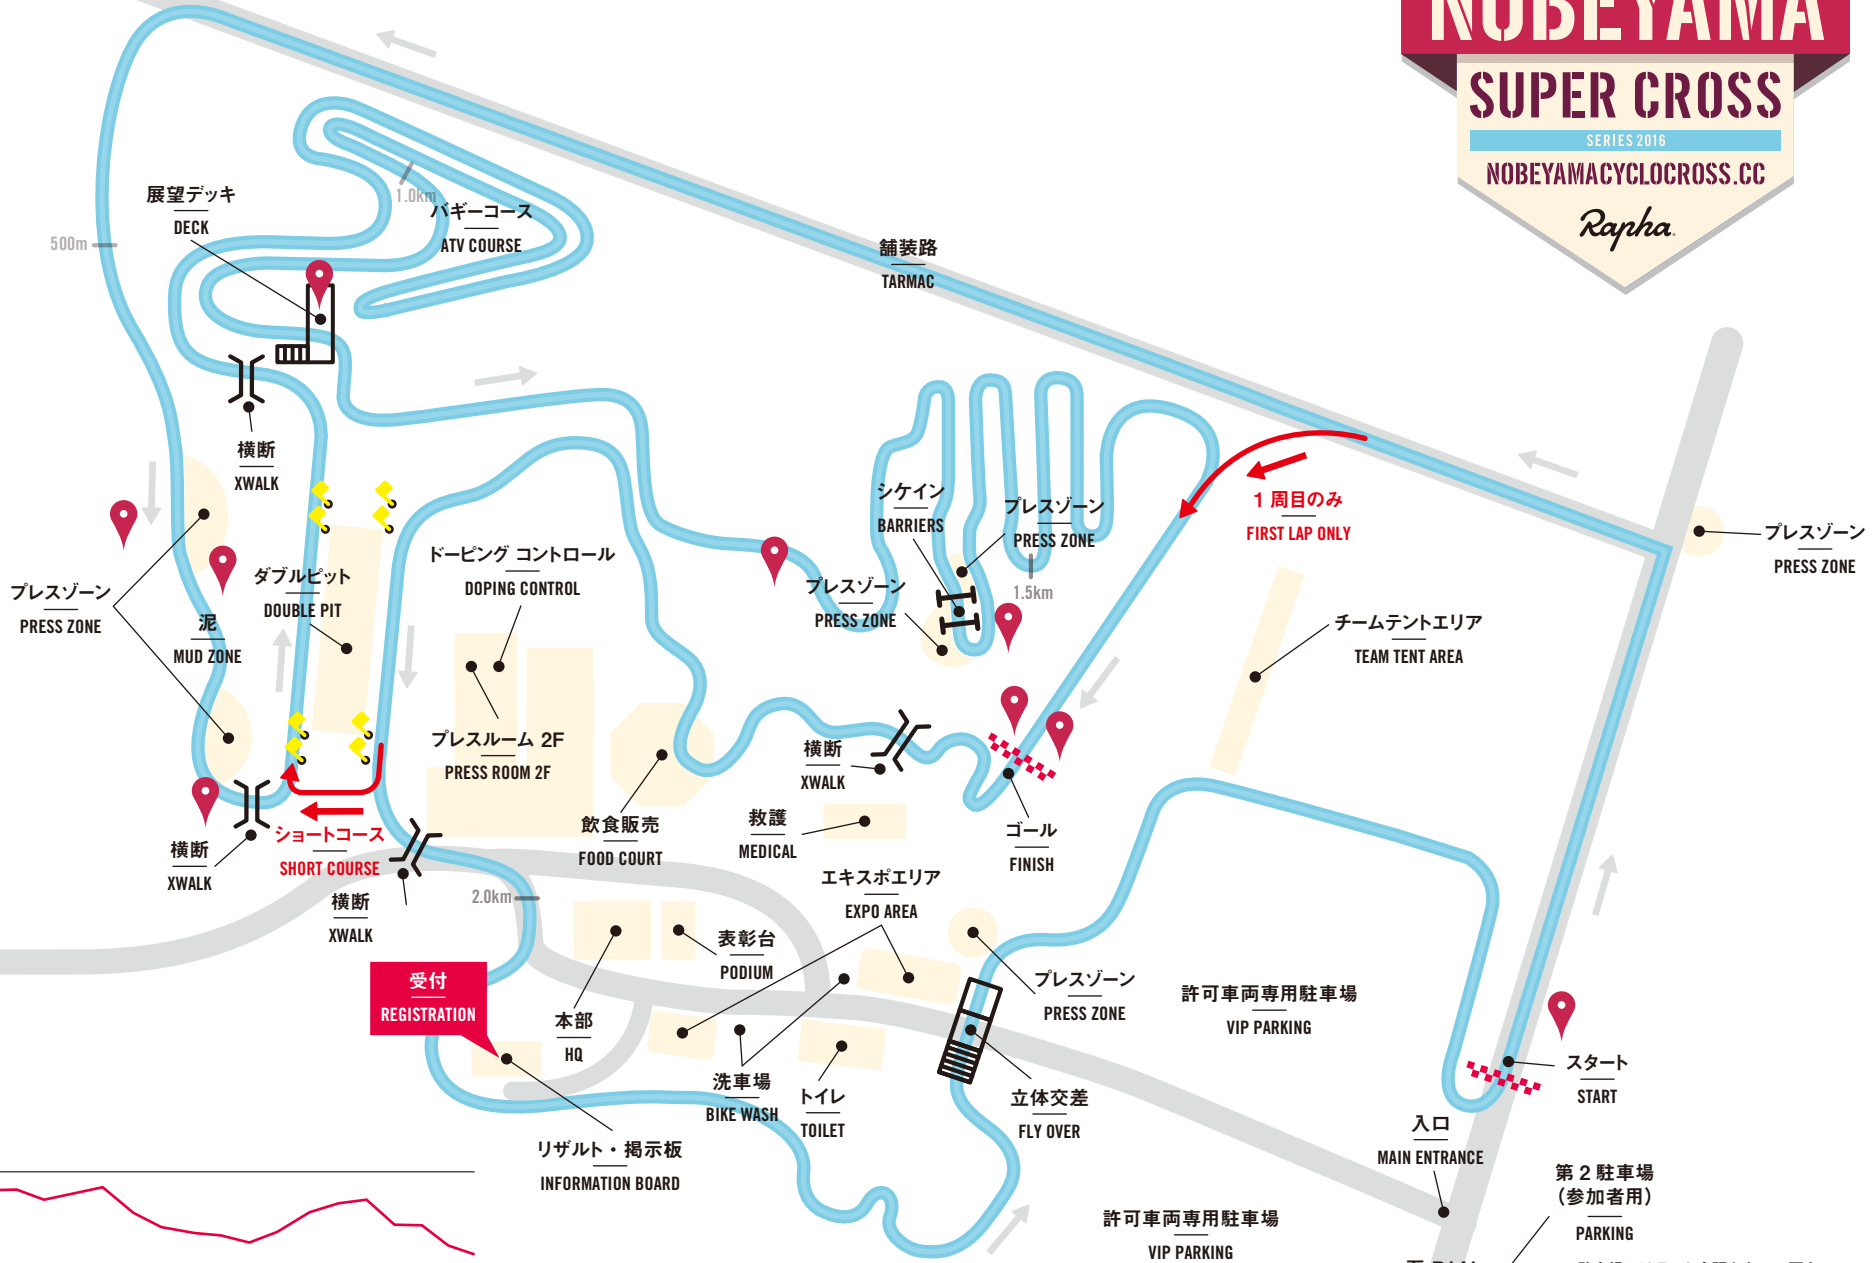 NOBEYAMA
SUPER CROSS
SERIES 2016
NOBEYAMACYCLOCROSS.CC
Rapha.
展望デッキ
DECK
1.0km
バギーコース
ATV COURSE
500m
舗装路
TARMAC
横断
XWALK
シケイン
BARRIERS
プレスゾーン
PRESS ZONE
1周目のみ
FIRST LAP ONLY
プレスゾーン
PRESS ZONE
プレスゾーン
PRESS ZONE
泥
MUD ZONE
ダブルピット
DOUBLE PIT
ドーピング コントロール
DOPING CONTROL
プレスゾーン
PRESS ZONE
1.5km
チームテントエリア
TEAM TENT AREA
プレスルーム 2F
PRESS ROOM 2F
横断
XWALK
横断
XWALK
ショートコース
SHORT COURSE
飲食販売
FOOD COURT
救護
MEDICAL
ゴール
FINISH
横断
XWALK
2.0km
エキスポエリア
EXPO AREA
表彰台
PODIUM
受付
REGISTRATION
本部
HQ
プレスゾーン
PRESS ZONE
許可車両専用駐車場
VIP PARKING
洗車場
BIKE WASH
トイレ
TOILET
立体交差
FLY OVER
スタート
START
リザルト・掲示板
INFORMATION BOARD
入口
MAIN ENTRANCE
第2駐車場
(参加者用)
PARKING
許可車両専用駐車場
VIP PARKING